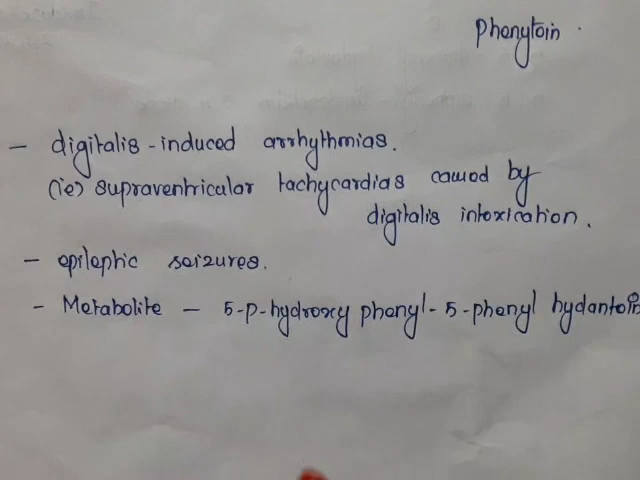 Phenytoin.
- digitalis-induced arrhythmias.
(ie) supraventricular tachycardias caused by
digitalis intoxication.
- epileptic seizures.
- Metabolite - 5-p-hydroxy phenyl-5-phenyl hydantoin